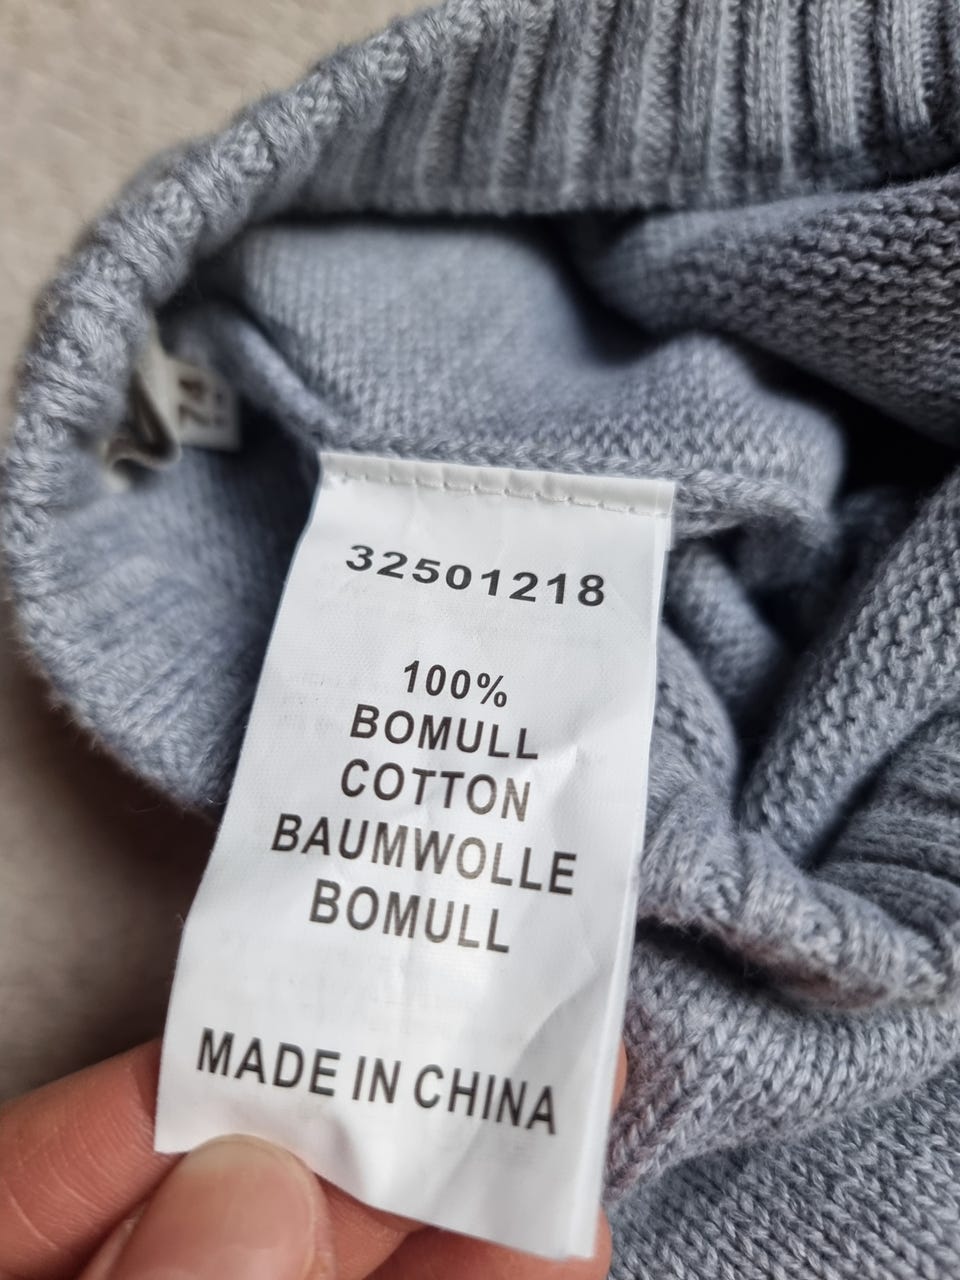 32501218
100%
BOMULL
COTTON
BAUMWOLLE
BOMULL
MADE IN CHINA